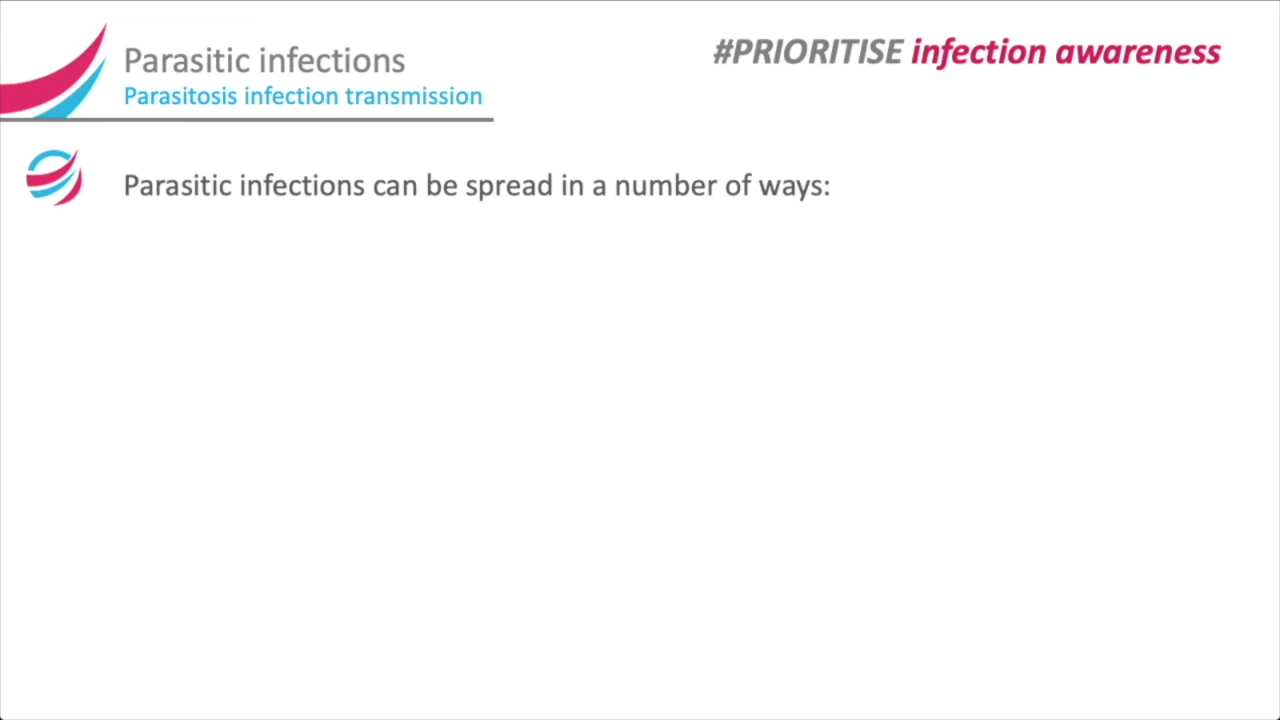 Parasitic infections
#PRIORITISE infection awareness
Parasitosis infection transmission
Parasitic infections can be spread in a number of ways: